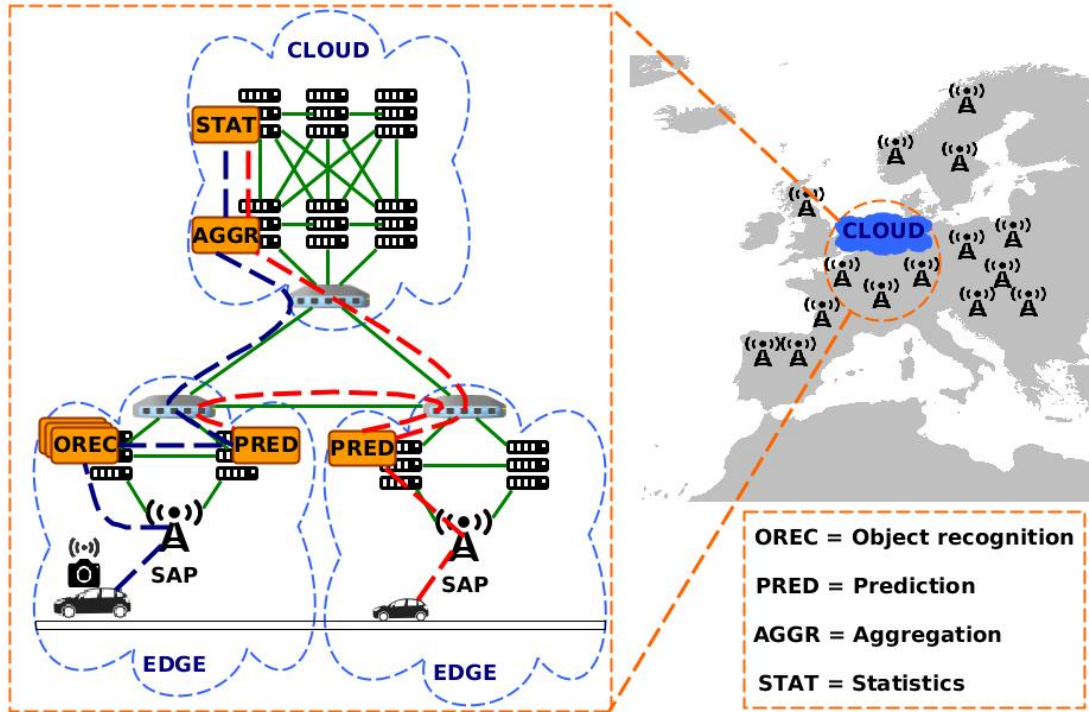 CLOUD
STAT
AGGR
OREC
PRED
PRED
SAP
SAP
EDGE
EDGE
CLOUD
OREC = Object recognition
PRED = Prediction
AGGR = Aggregation
STAT = Statistics